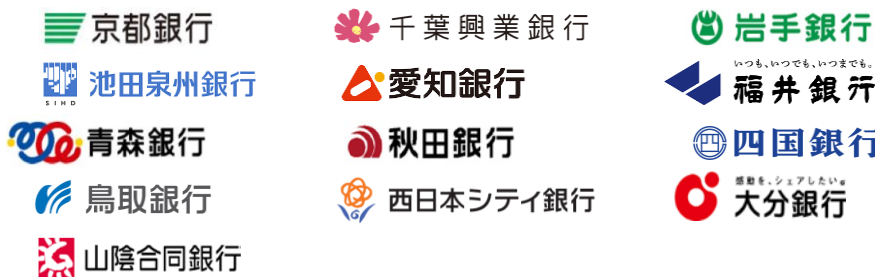 京都銀行
千葉興業銀行
岩手銀行
SIHD
池田泉州銀行
愛知銀行
いつも、いつでも、いつまでも。
福井銀行
青森銀行
秋田銀行
四国銀行
鳥取銀行
西日本シティ銀行
感動を、シェアしたい。
大分銀行
山陰合同銀行